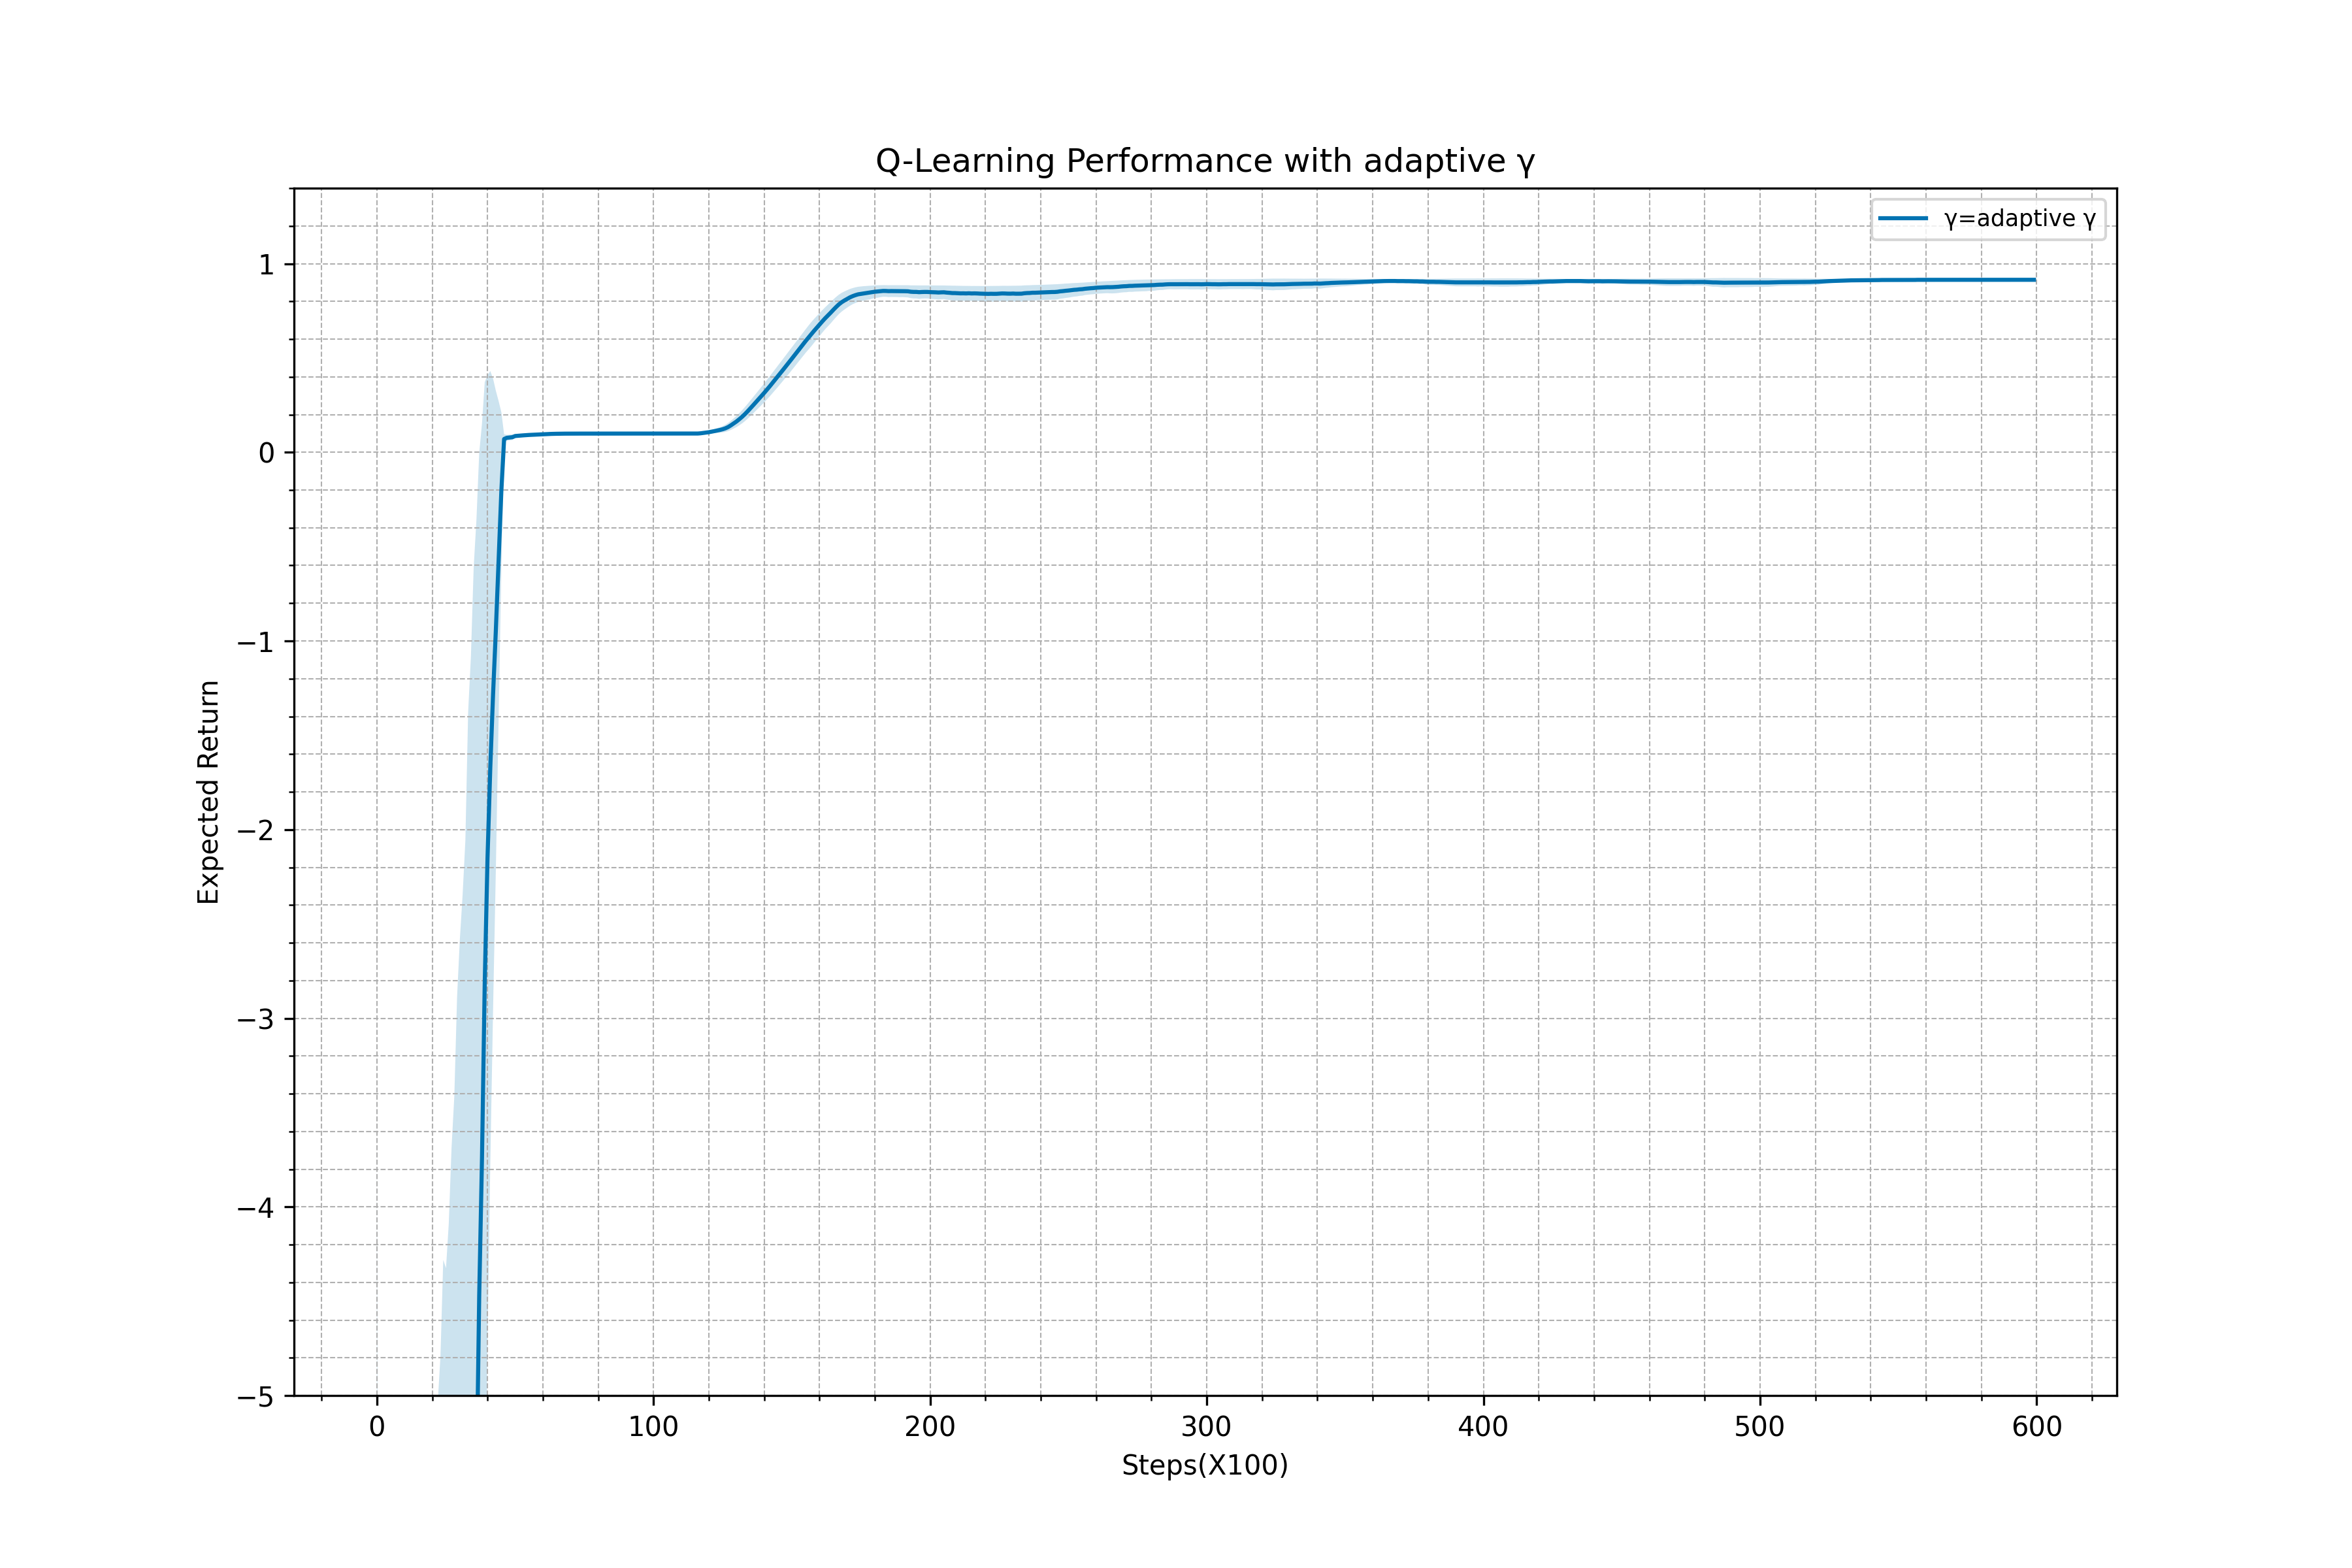 Q-Learning Performance with adaptive γ
γ=adaptive γ
1
0
−1
−2
−3
−4
−5
Expected Return
0 100 200 300 400 500 600
Steps(X100)